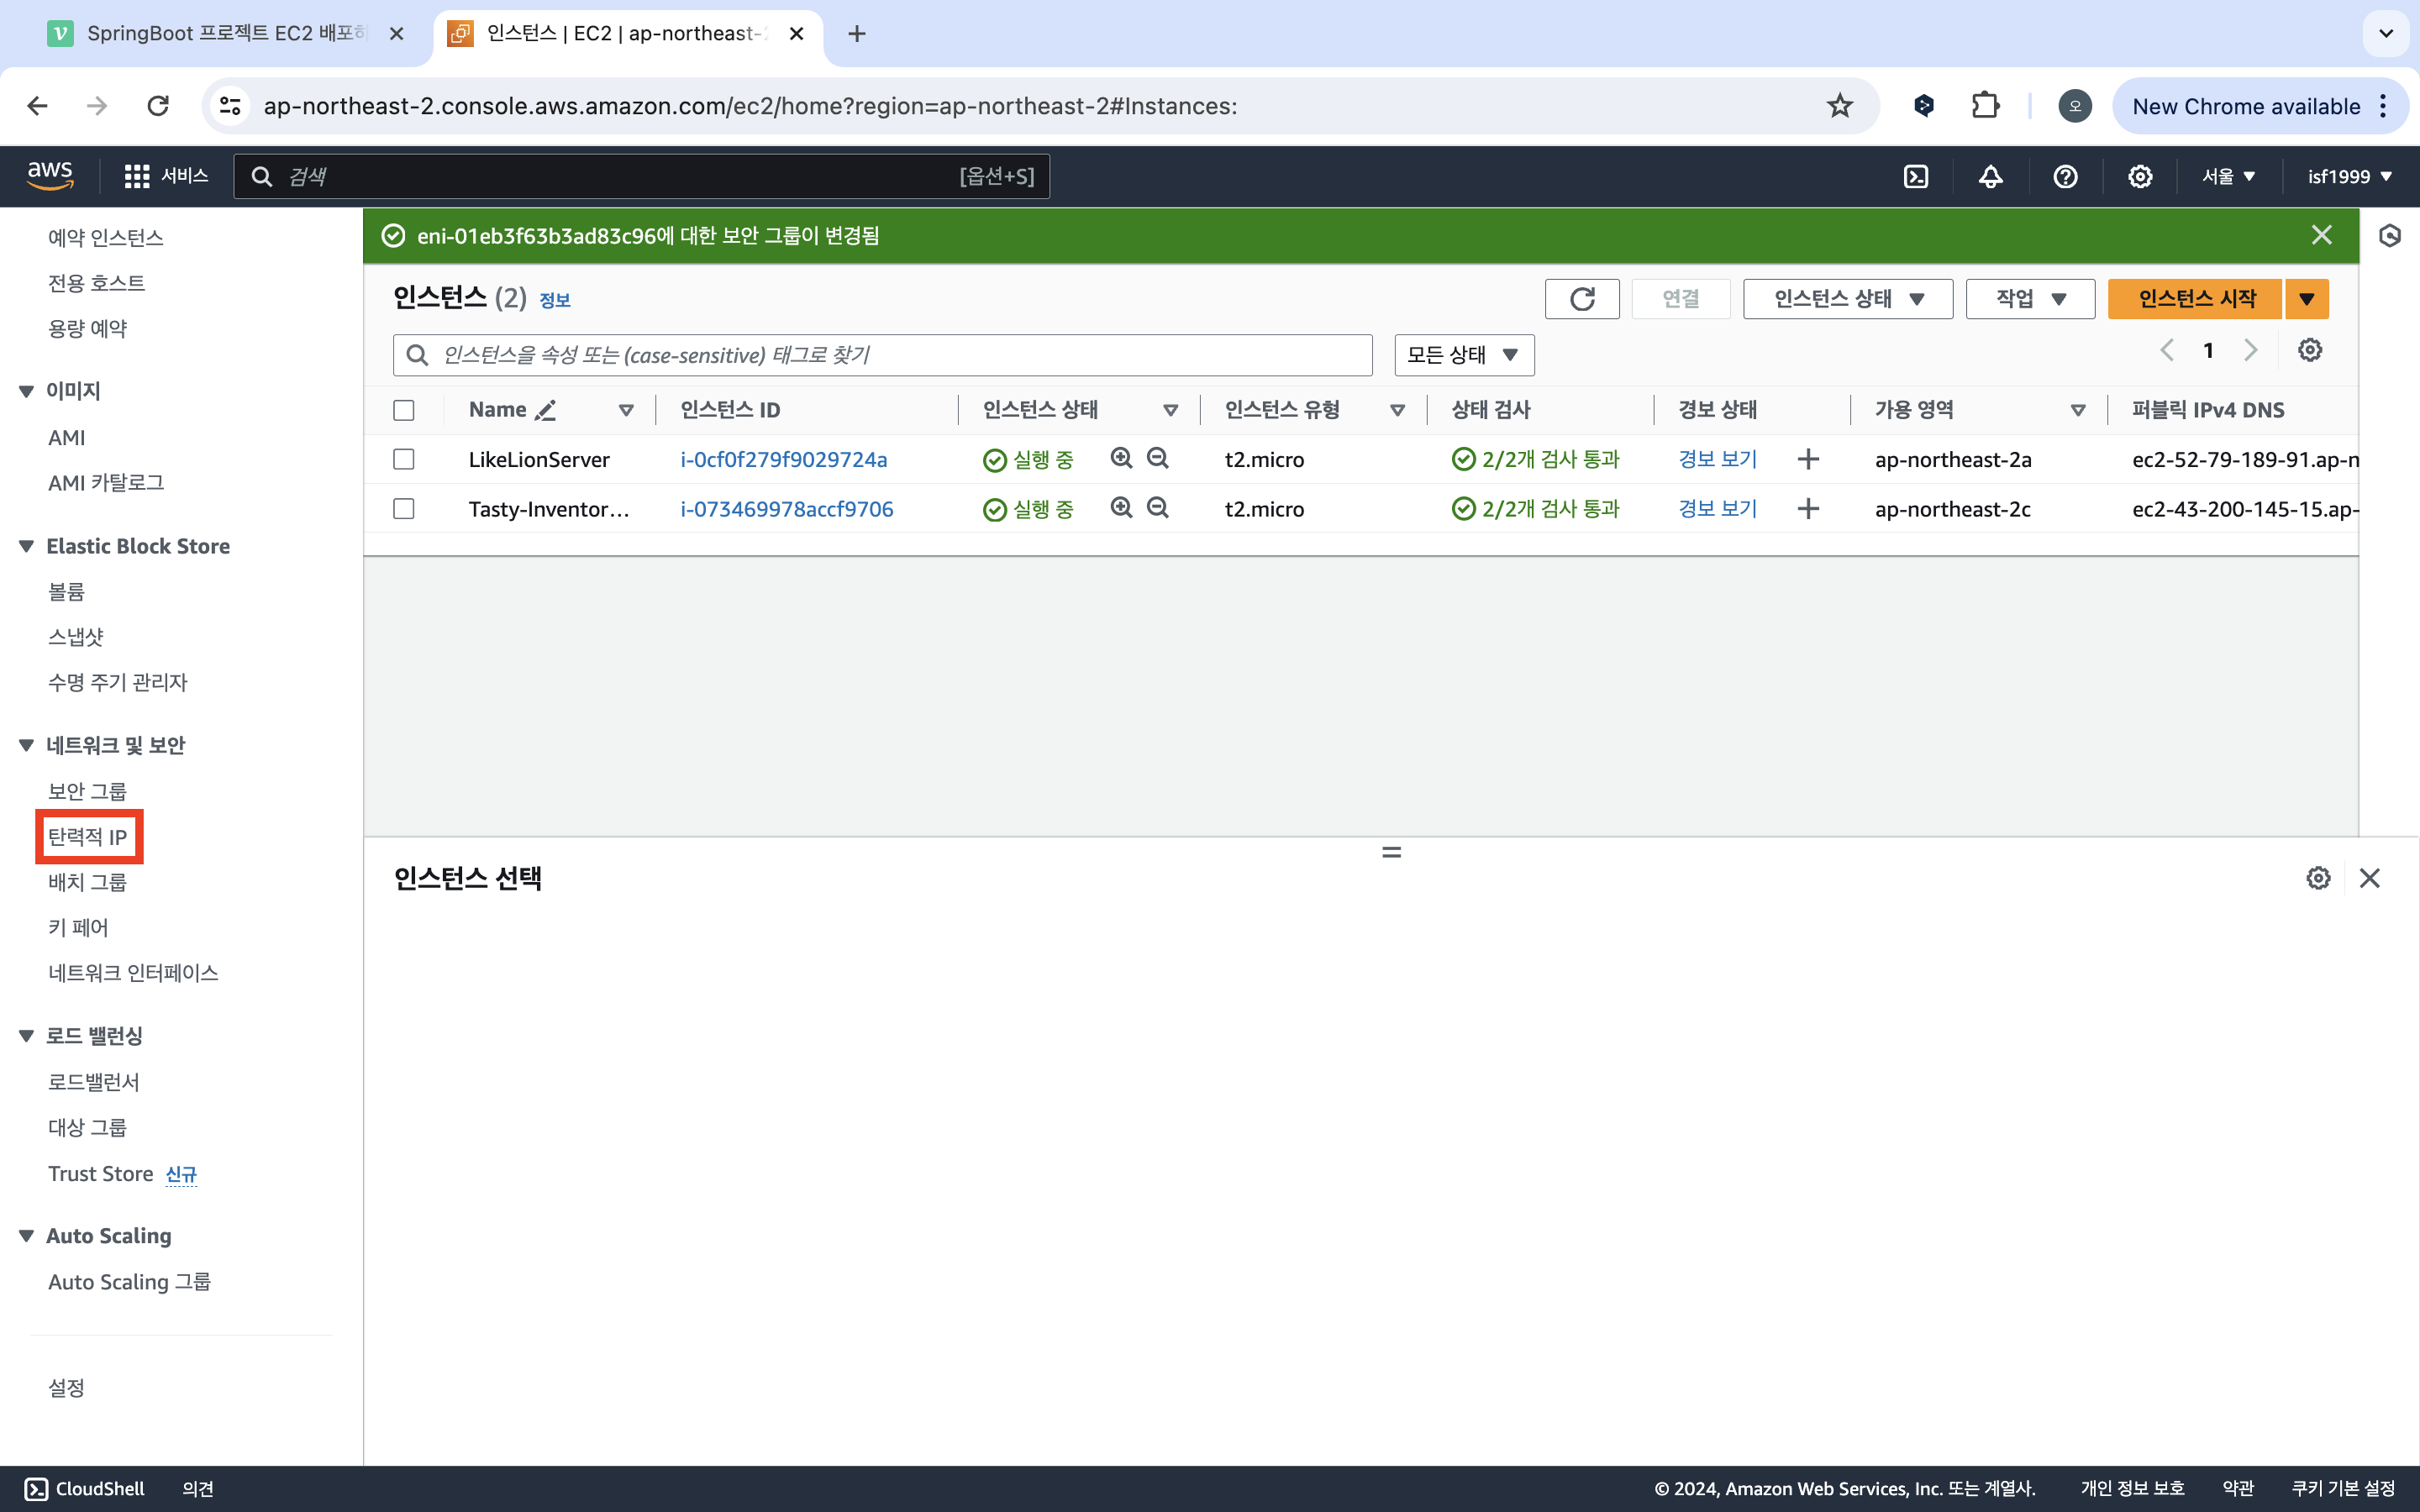 SpringBoot 프로젝트 EC2 배포하
인스턴스 | EC2 | ap-northeast-2
ap-northeast-2.console.aws.amazon.com/ec2/home?region=ap-northeast-2#Instances:
오
New Chrome available
aws
서비스
검색
[옵션+S]
서울
isf1999
예약 인스턴스
전용 호스트
용량 예약
이미지
AMI
AMI 카탈로그
Elastic Block Store
볼륨
스냅샷
수명 주기 관리자
네트워크 및 보안
보안 그룹
탄력적 IP
배치 그룹
키 페어
네트워크 인터페이스
로드 밸런싱
로드밸런서
대상 그룹
Trust Store 신규
Auto Scaling
Auto Scaling 그룹
설정
eni-01eb3f63b3ad83c96에 대한 보안 그룹이 변경됨
인스턴스 (2) 정보
연결
인스턴스 상태
작업
인스턴스 시작
인스턴스을 속성 또는 (case-sensitive) 태그로 찾기
모든 상태
1
Name 인스턴스 ID 인스턴스 상태 인스턴스 유형 상태 검사 경보 상태 가용 영역 퍼블릭 IPv4 DNS
LikeLionServer i-0cf0f279f9029724a 실행 중 t2.micro 2/2개 검사 통과 경보 보기 + ap-northeast-2a ec2-52-79-189-91.ap-n
Tasty-Inventor... i-073469978accf9706 실행 중 t2.micro 2/2개 검사 통과 경보 보기 + ap-northeast-2c ec2-43-200-145-15.ap-
인스턴스 선택
CloudShell 의견
© 2024, Amazon Web Services, Inc. 또는 계열사. 개인 정보 보호 약관 쿠키 기본 설정